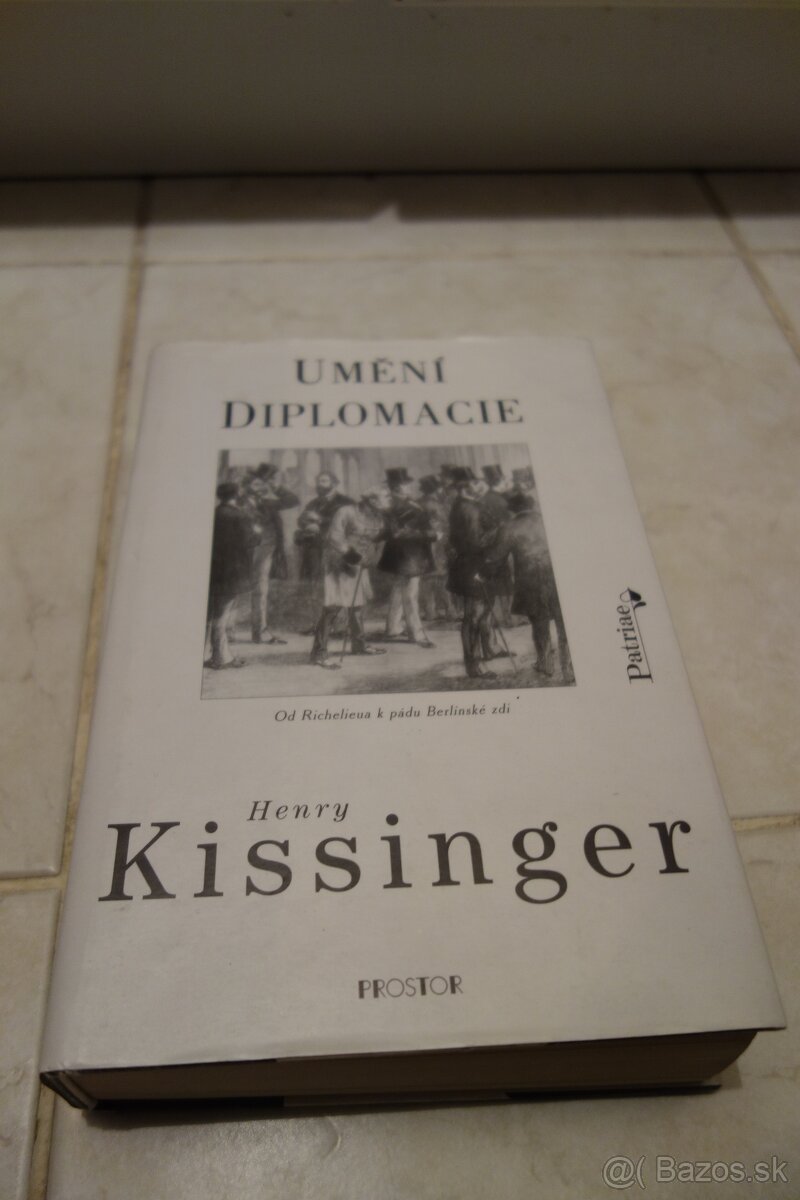 UMĚNÍ
DIPLOMACIE
Patriae
Od Richelieua k pádu Berlínské zdi
Henry
Kissinger
PROSTOR
@( Bazos.sk